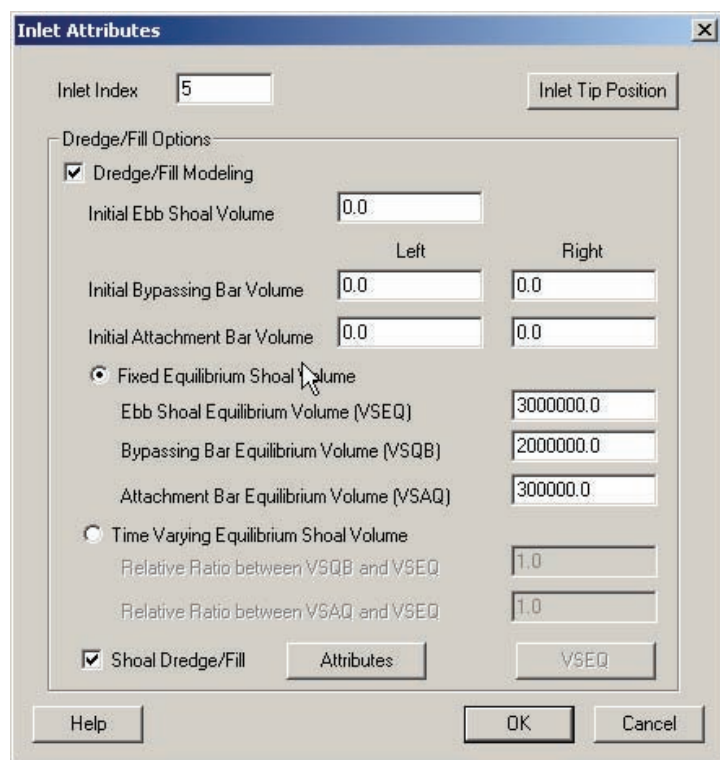 Inlet Attributes
Inlet Index 5 Inlet Tip Position
Dredge/Fill Options
Dredge/Fill Modeling
Initial Ebb Shoal Volume 0.0
Left Right
Initial Bypassing Bar Volume 0.0 0.0
Initial Attachment Bar Volume 0.0 0.0
Fixed Equilibrium Shoal Volume
Ebb Shoal Equilibrium Volume (VSEQ) 3000000.0
Bypassing Bar Equilibrium Volume (VSQB) 2000000.0
Attachment Bar Equilibrium Volume (VSAQ) 300000.0
Time Varying Equilibrium Shoal Volume
Relative Ratio between VSQB and VSEQ 1.0
Relative Ratio between VSAQ and VSEQ 1.0
Shoal Dredge/Fill Attributes VSEQ
Help OK Cancel